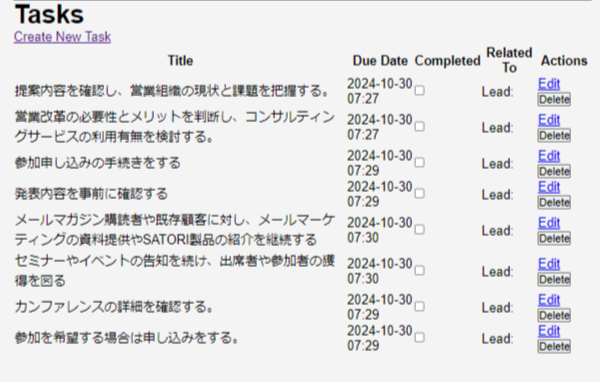 Tasks
Create New Task
Title Due Date Completed Related To Actions
提案内容を確認し、営業組織の現状と課題を把握する。 2024-10-30 07:27 Lead: Edit Delete
営業改革の必要性とメリットを判断し、コンサルティングサービスの利用有無を検討する。 2024-10-30 07:27 Lead: Edit Delete
参加申し込みの手続きをする 2024-10-30 07:29 Lead: Edit Delete
発表内容を事前に確認する 2024-10-30 07:29 Lead: Edit Delete
メールマガジン購読者や既存顧客に対し、メールマーケティングの資料提供やSATORI製品の紹介を継続する 2024-10-30 07:30 Lead: Edit Delete
セミナーやイベントの告知を続け、出席者や参加者の獲得を図る 2024-10-30 07:30 Lead: Edit Delete
カンファレンスの詳細を確認する。 2024-10-30 07:29 Lead: Edit Delete
参加を希望する場合は申し込みをする。 2024-10-30 07:29 Lead: Edit Delete